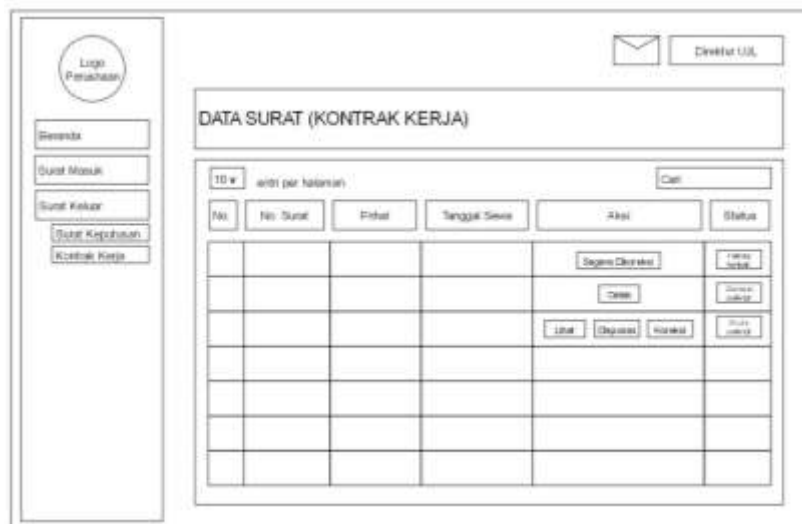 Logo
Perusahaan
Direktur UJL
DATA SURAT (KONTRAK KERJA)
Beranda
Surat Masuk
Surat Keluar
Surat Keputusan
Kontrak Kerja
10 entri per halaman
Cari
No. No. Surat Prihal Tanggal Sewa Aksi Status
Segera Dikoreksi
Cetak
Lihat Disposisi Koreksi